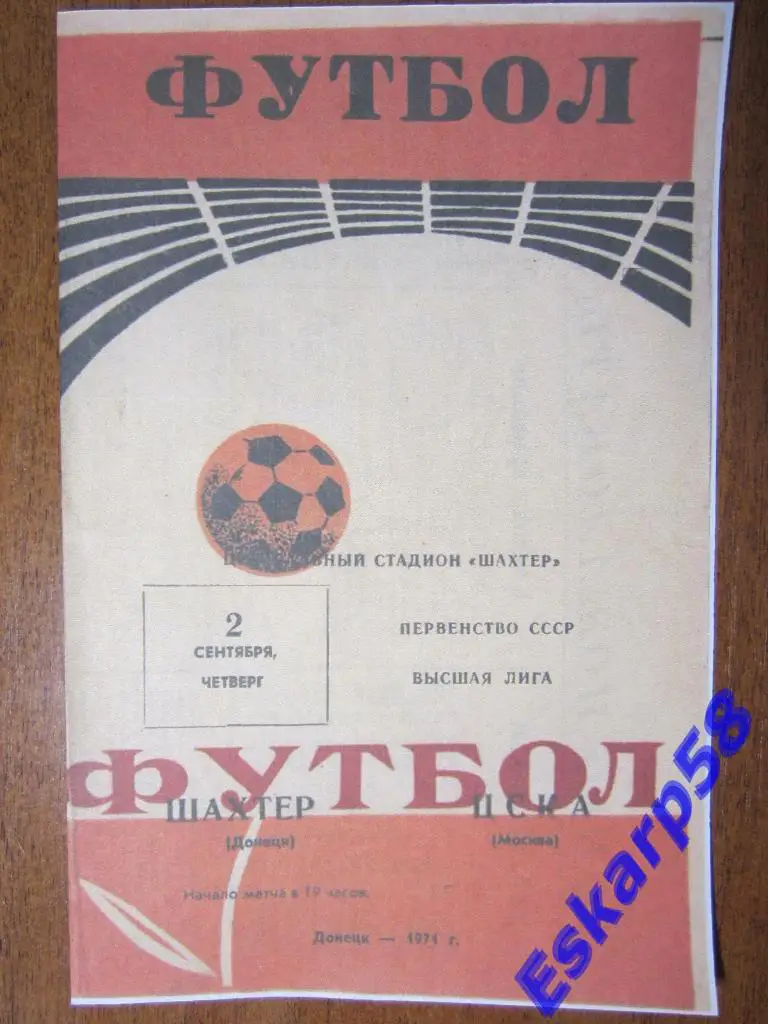 ФУТБОЛ
ЦЕНТРАЛЬНЫЙ СТАДИОН «ШАХТЕР»
2
СЕНТЯБРЯ,
ЧЕТВЕРГ
ПЕРВЕНСТВО СССР
ВЫСШАЯ ЛИГА
ФУТБОЛ
ШАХТЕР
(Донецк)
ЦСКА
(Москва)
Начало матча в 19 часов.
Донецк — 1971 г.
Eskarp58